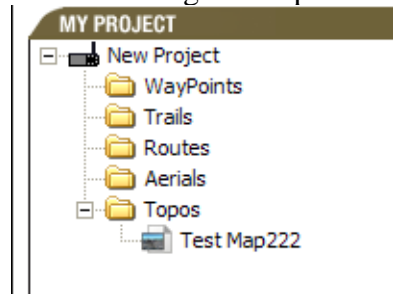 MY PROJECT
New Project
WayPoints
Trails
Routes
Aerials
Topos
Test Map222